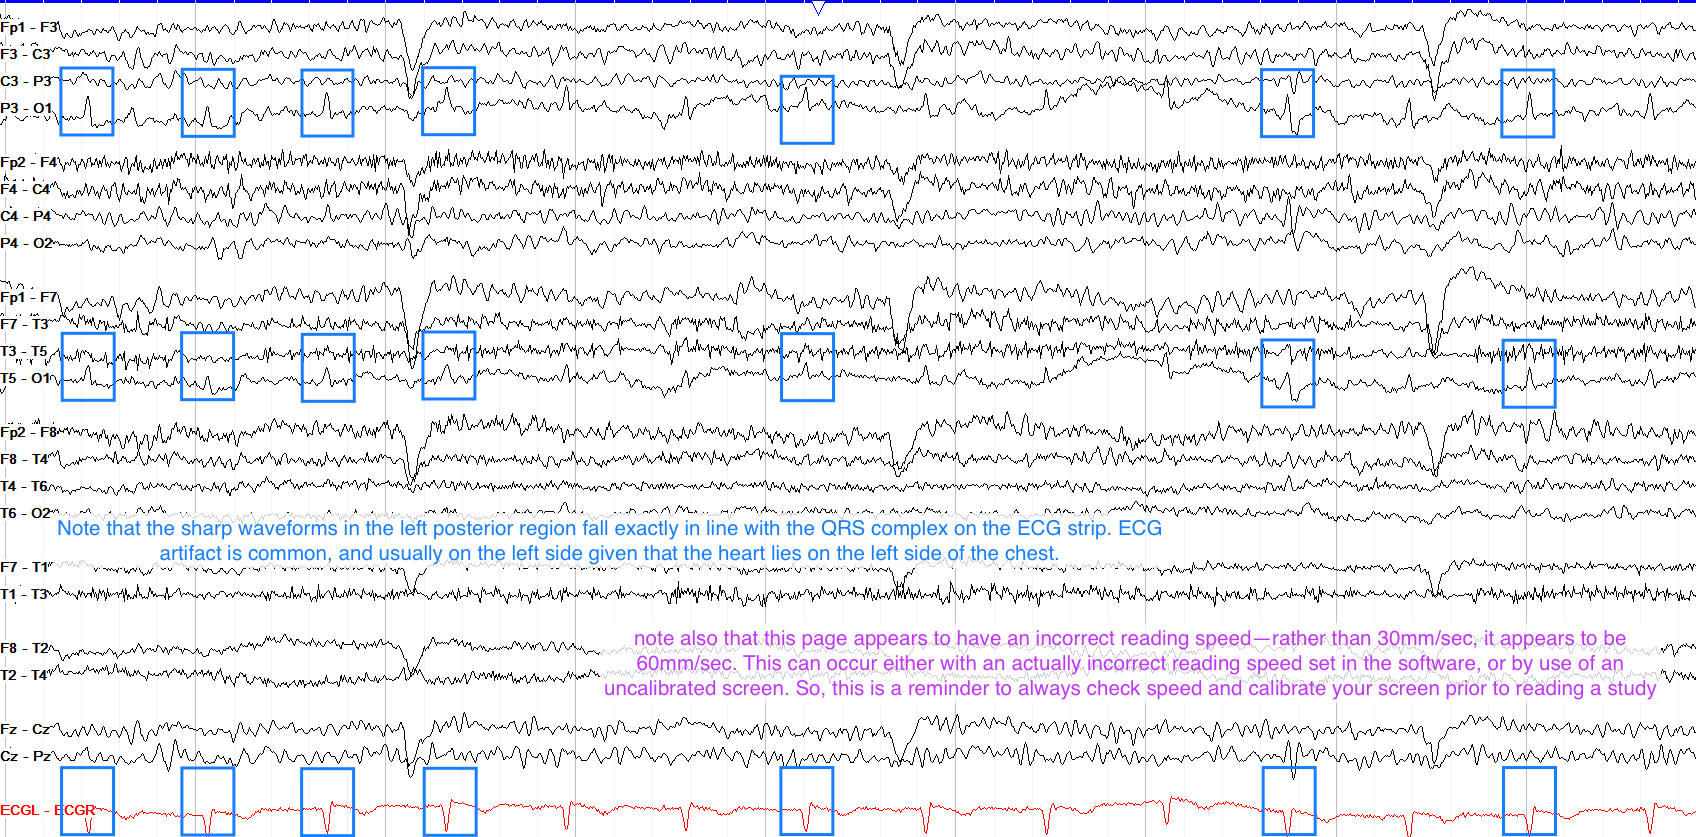 Fp1 - F3
F3 - C3
C3 - P3
P3 - O1
Fp2 - F4
F4 - C4
C4 - P4
P4 - O2
Fp1 - F7
F7 - T3
T3 - T5
T5 - O1
Fp2 - F8
F8 - T4
T4 - T6
T6 - O2
Note that the sharp waveforms in the left posterior region fall exactly in line with the QRS complex on the ECG strip. ECG
artifact is common, and usually on the left side given that the heart lies on the left side of the chest.
F7 - T1
T1 - T3
note also that this page appears to have an incorrect reading speed—rather than 30mm/sec, it appears to be
60mm/sec. This can occur either with an actually incorrect reading speed set in the software, or by use of an
uncalibrated screen. So, this is a reminder to always check speed and calibrate your screen prior to reading a study
F8 - T2
T2 - T4
Fz - Cz
Cz - Pz
ECGL - ECGR